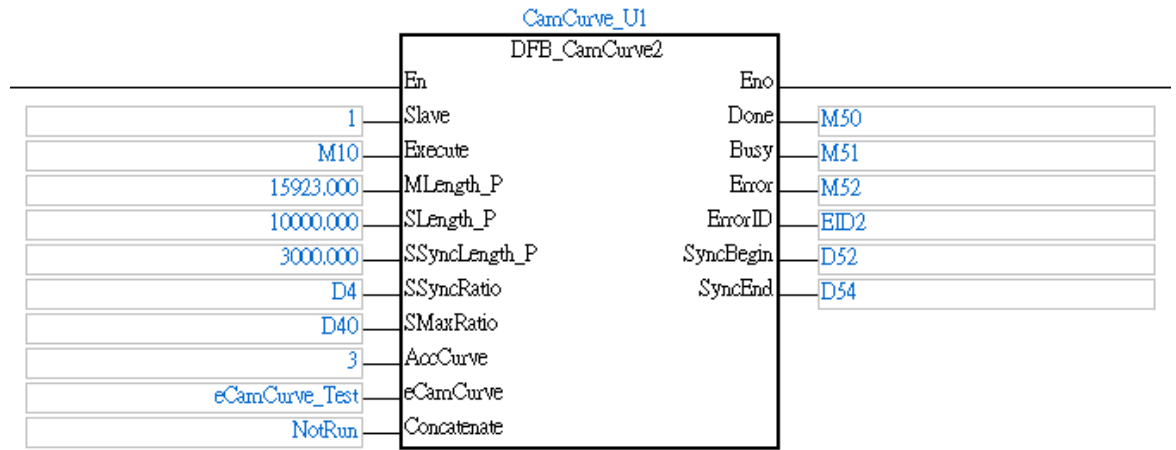 CamCurve_U1
DFB_CamCurve2
En Eno
1 Slave Done M50
M10 Execute Busy M51
15923.000 MLength_P Error M52
10000.000 SLength_P ErrorID EID2
3000.000 SSyncLength_P SyncBegin D52
D4 SSyncRatio SyncEnd D54
D40 SMaxRatio
3 AccCurve
eCamCurve_Test eCamCurve
NotRun Concatenate